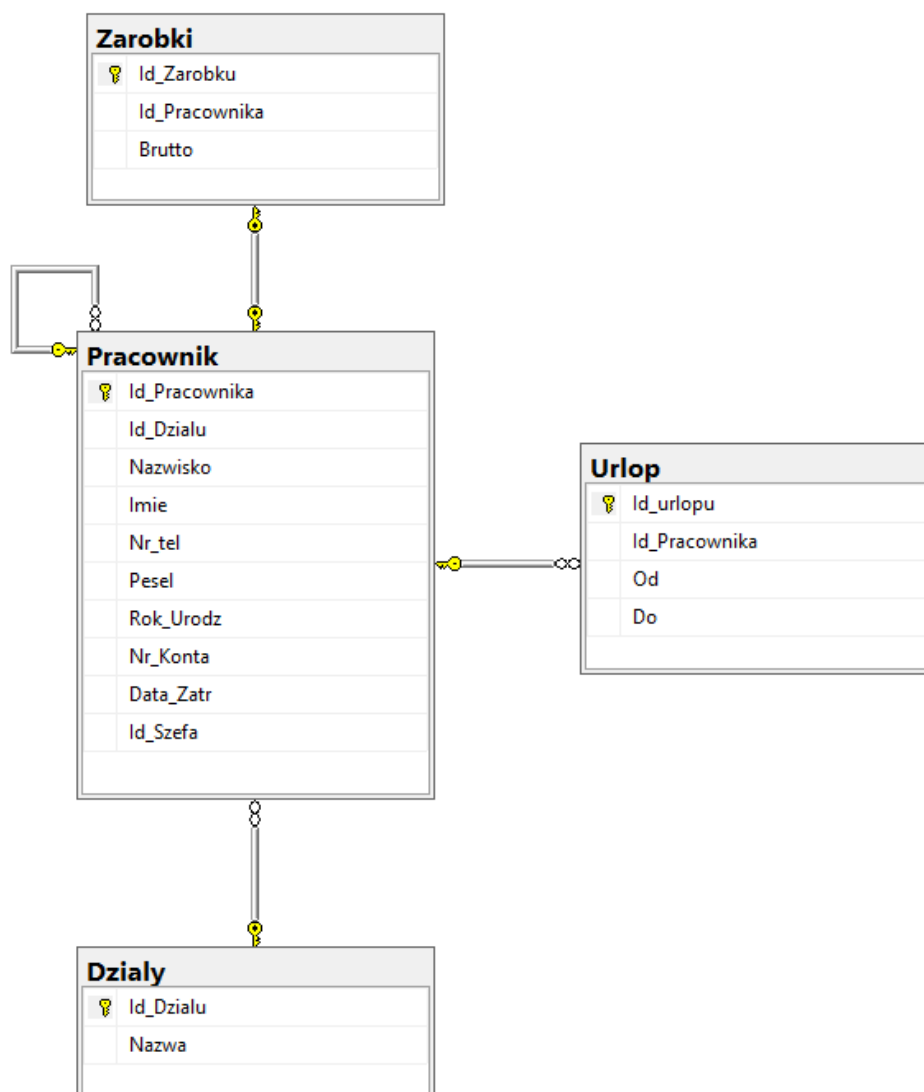 Zarobki
Id_Zarobku
Id_Pracownika
Brutto
Pracownik
Id_Pracownika
Id_Dzialu
Nazwisko
Imie
Nr_tel
Pesel
Rok_Urodz
Nr_Konta
Data_Zatr
Id_Szefa
Urlop
Id_urlopu
Id_Pracownika
Od
Do
Dzialy
Id_Dzialu
Nazwa